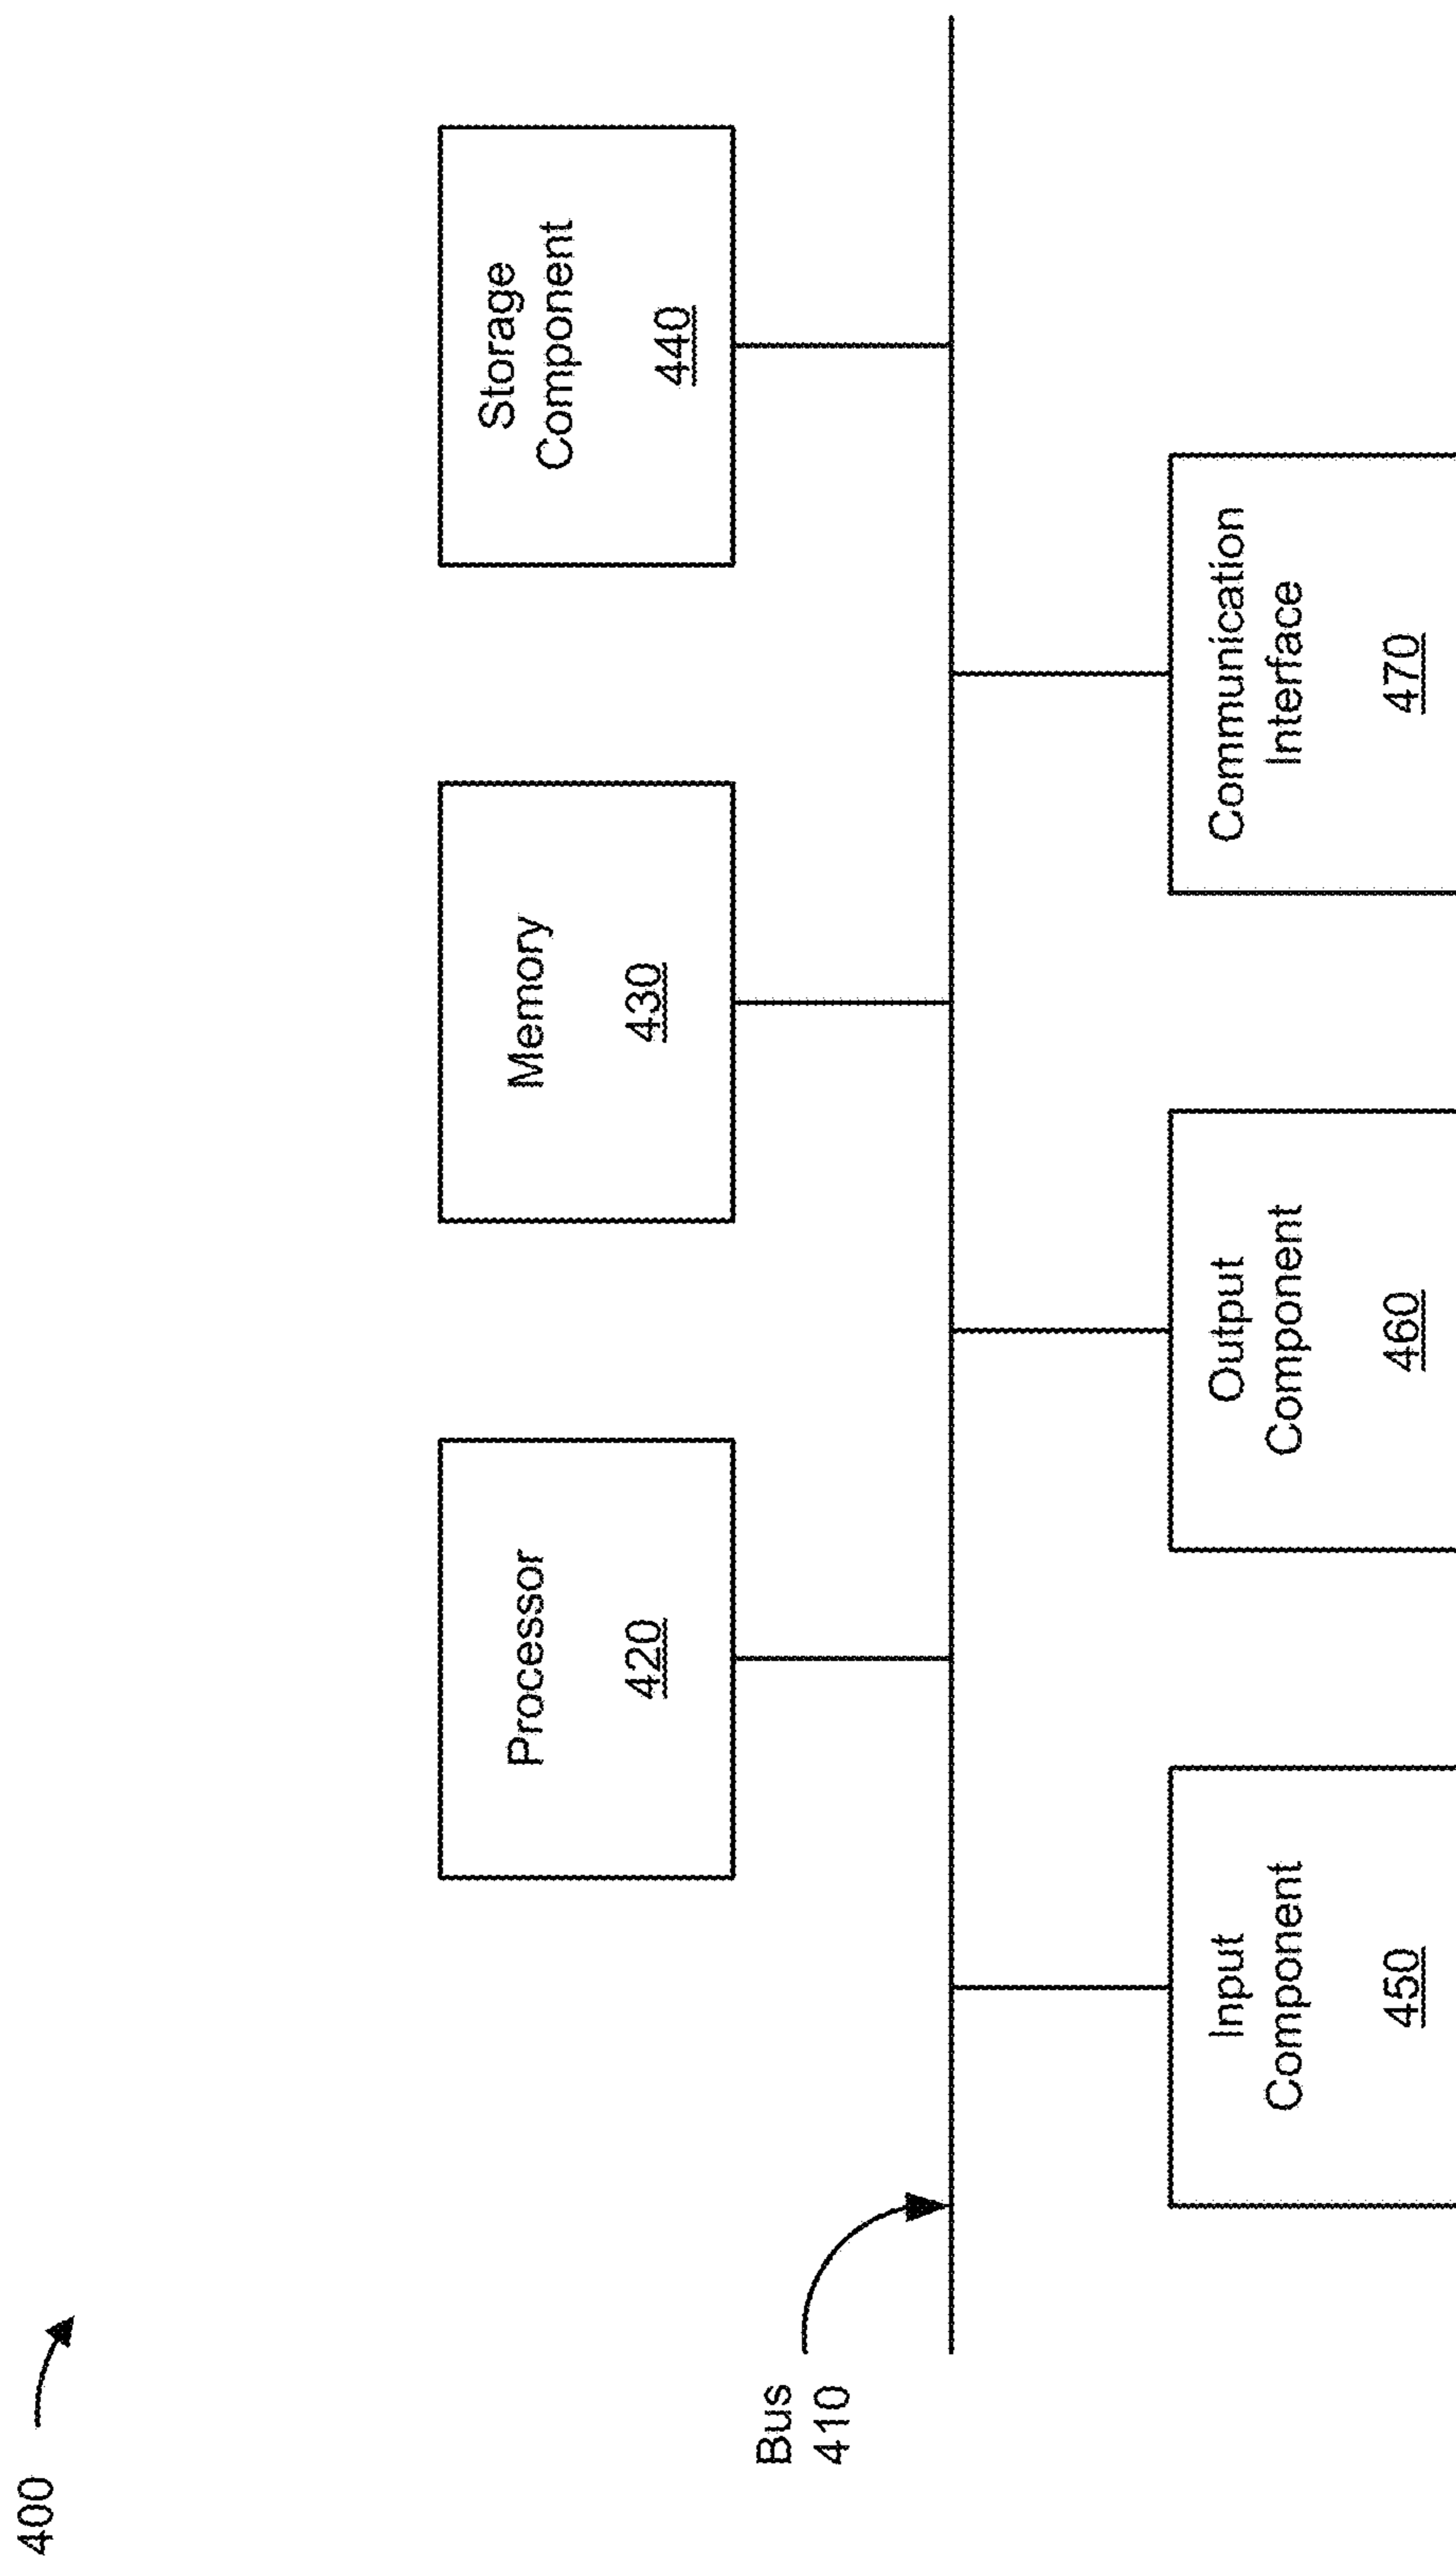 400
Processor
420
Memory
430
Storage
Component
440
Bus
410
Input
Component
450
Output
Component
460
Communication
Interface
470